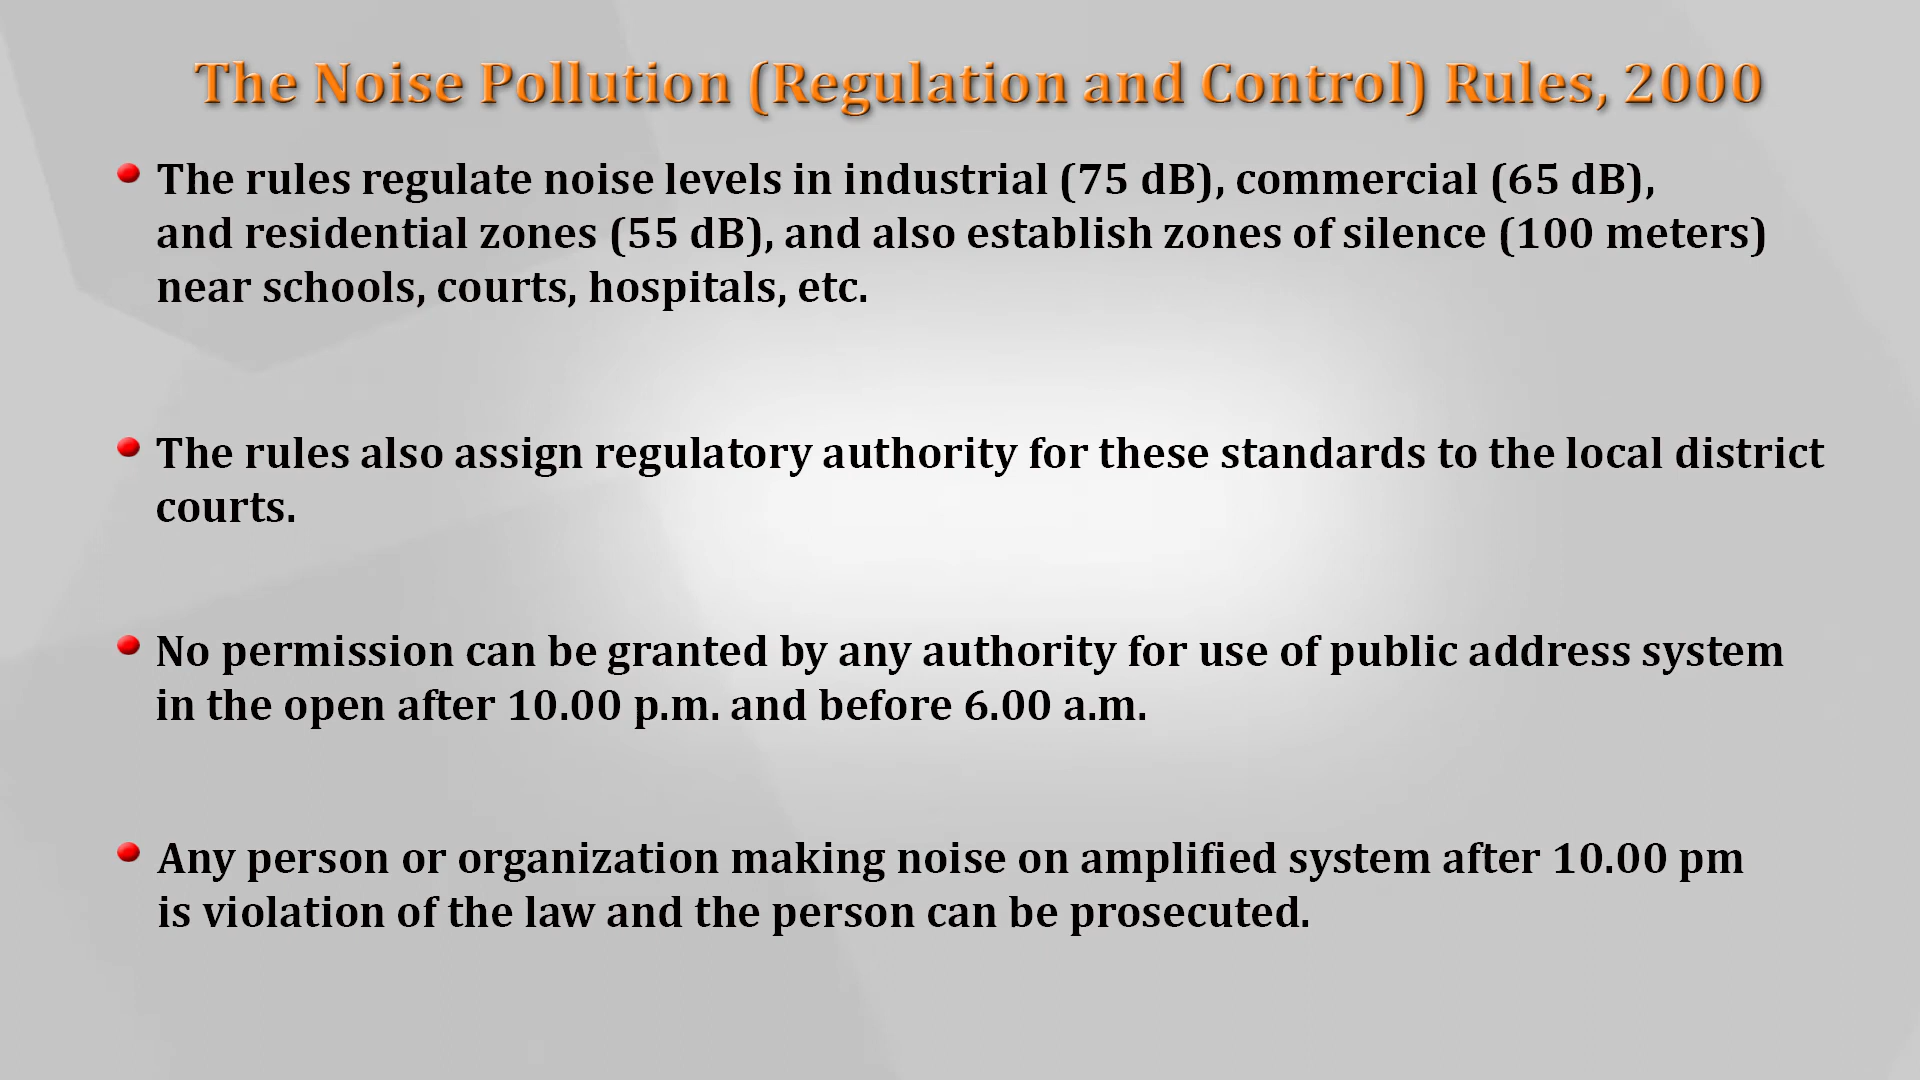 The Noise Pollution (Regulation and Control) Rules, 2000
The rules regulate noise levels in industrial (75 dB), commercial (65 dB),
and residential zones (55 dB), and also establish zones of silence (100 meters)
near schools, courts, hospitals, etc.
The rules also assign regulatory authority for these standards to the local district
courts.
No permission can be granted by any authority for use of public address system
in the open after 10.00 p.m. and before 6.00 a.m.
Any person or organization making noise on amplified system after 10.00 pm
is violation of the law and the person can be prosecuted.